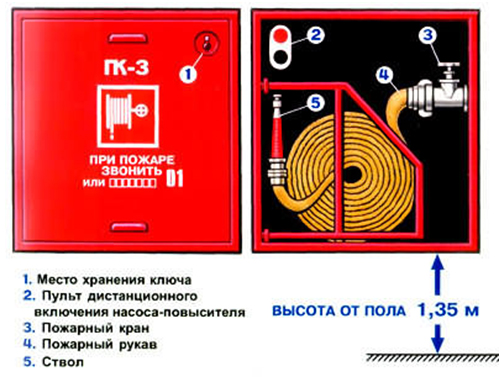 ПК-3
1
ПРИ ПОЖАРЕ
ЗВОНИТЬ
ИЛИ 01
2
3
4
5
1. Место хранения ключа
2. Пульт дистанционного
включения насоса-повысителя
3. Пожарный кран
4. Пожарный рукав
5. Ствол
ВЫСОТА ОТ ПОЛА 1,35 м